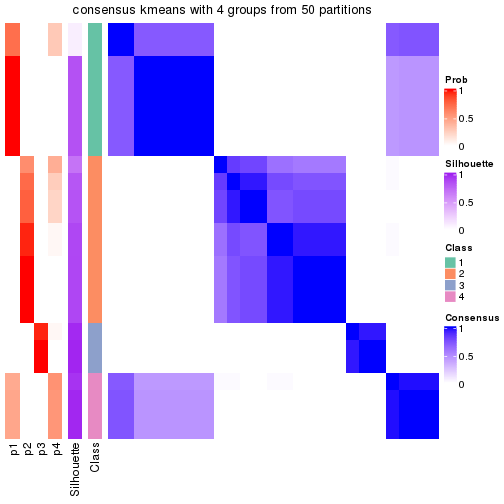 consensus kmeans with 4 groups from 50 partitions
Prob
1
0.5
0
Silhouette
1
0.5
0
Class
1
2
3
4
Consensus
1
0.5
0
p1
p2
p3
p4
Silhouette
Class